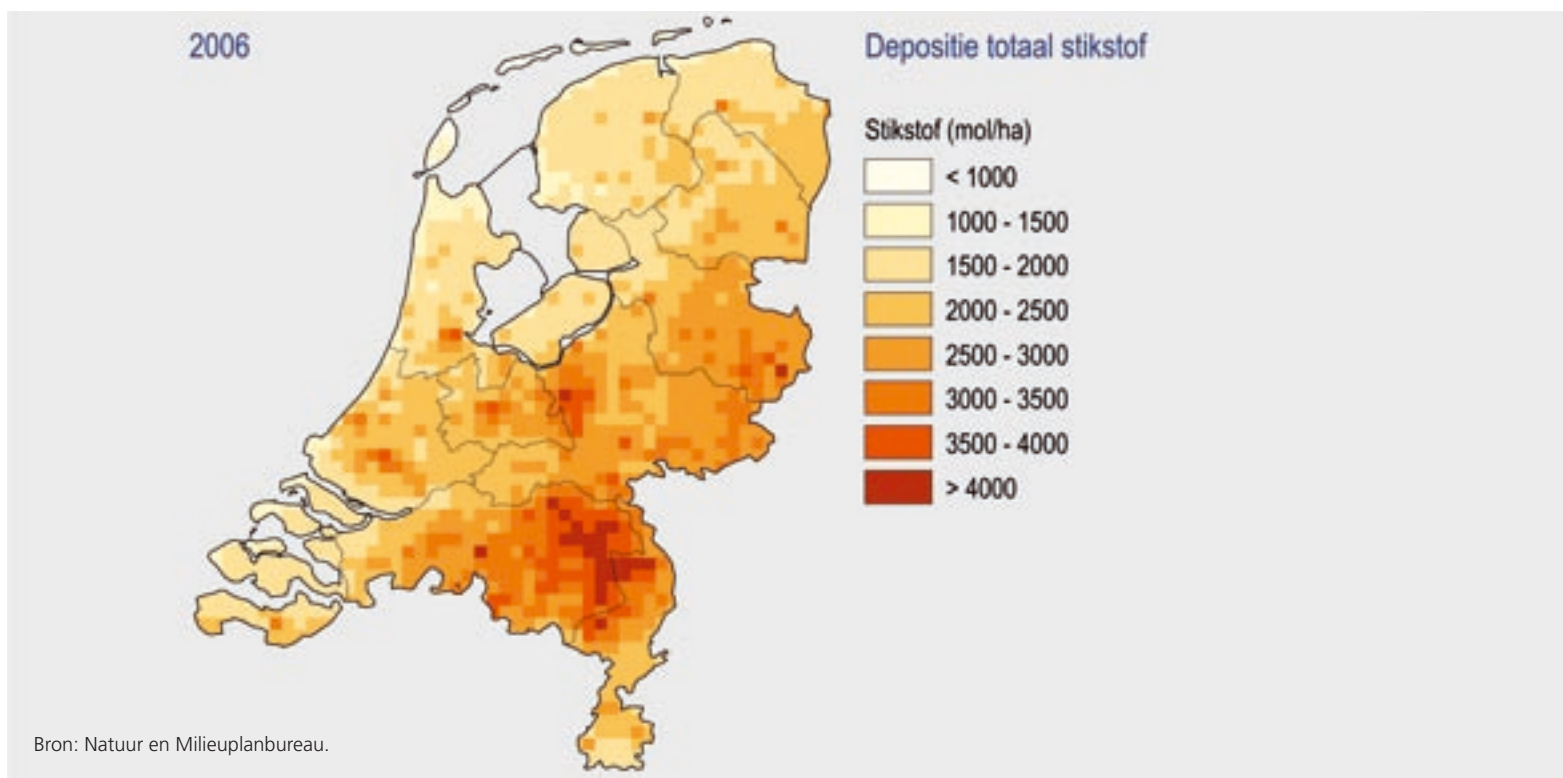 2006
Depositie totaal stikstof
Stikstof (mol/ha)
< 1000
1000 - 1500
1500 - 2000
2000 - 2500
2500 - 3000
3000 - 3500
3500 - 4000
> 4000
Bron: Natuur en Milieuplanbureau.